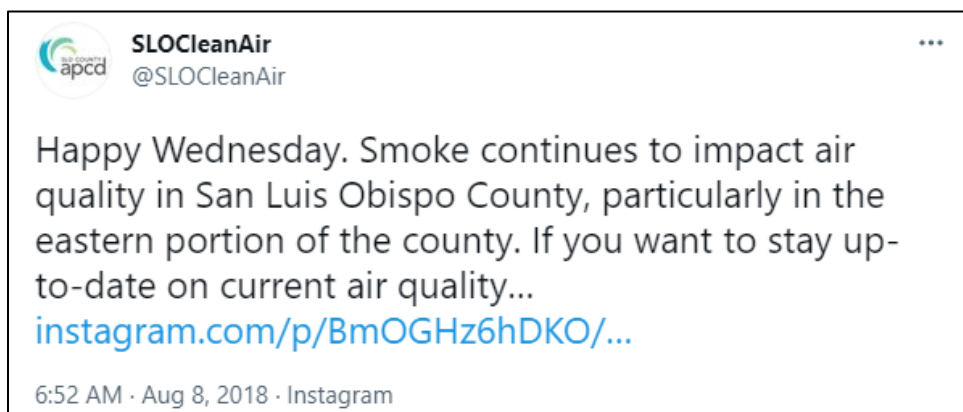 SLOCleanAir
@SLOCleanAir
SLO COUNTY
apcd
Happy Wednesday. Smoke continues to impact air
quality in San Luis Obispo County, particularly in the
eastern portion of the county. If you want to stay up-
to-date on current air quality...
instagram.com/p/BmOGHz6hDKO/...
6:52 AM · Aug 8, 2018 · Instagram